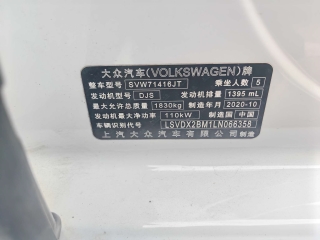 大众汽车(VOLKSWAGEN)牌
整车型号 SVW71416JT 乘坐人数 5
发动机型号 DJS 发动机排量 1395 mL
最大允许总质量 1830kg 制造年月 2020-10
发动机最大净功率 110kW 制造国 中国
车辆识别代号 LSVDX2BM1LN066358
上汽大众汽车有限公司 制造